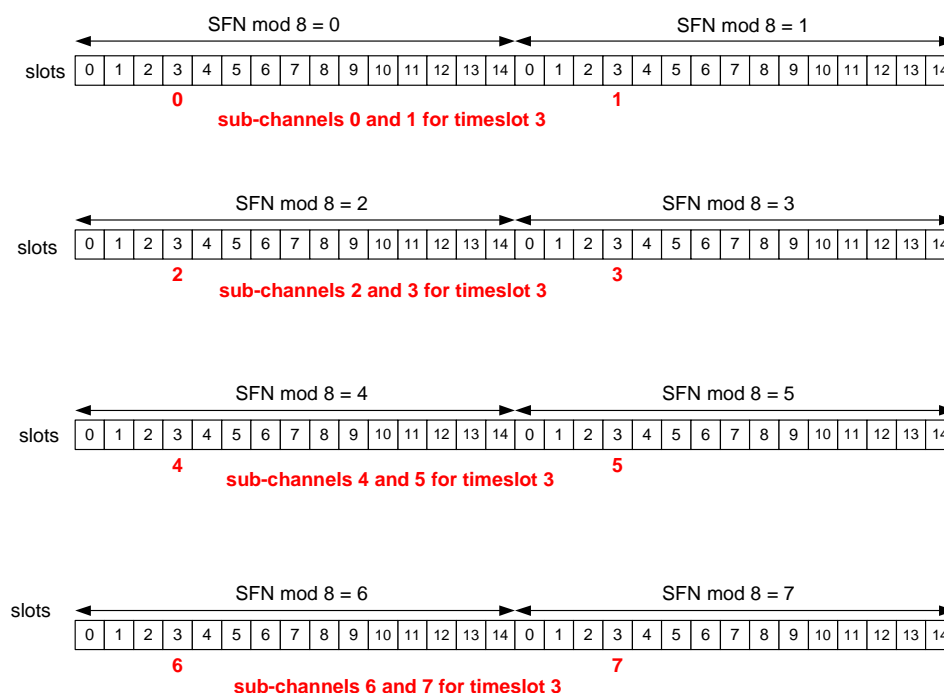 SFN mod 8 = 0 SFN mod 8 = 1
slots 0 1 2 3 4 5 6 7 8 9 10 11 12 13 14 0 1 2 3 4 5 6 7 8 9 10 11 12 13 14
0 1
sub-channels 0 and 1 for timeslot 3
SFN mod 8 = 2 SFN mod 8 = 3
slots 0 1 2 3 4 5 6 7 8 9 10 11 12 13 14 0 1 2 3 4 5 6 7 8 9 10 11 12 13 14
2 3
sub-channels 2 and 3 for timeslot 3
SFN mod 8 = 4 SFN mod 8 = 5
slots 0 1 2 3 4 5 6 7 8 9 10 11 12 13 14 0 1 2 3 4 5 6 7 8 9 10 11 12 13 14
4 5
sub-channels 4 and 5 for timeslot 3
SFN mod 8 = 6 SFN mod 8 = 7
slots
0 1 2 3 4 5 6 7 8 9 10 11 12 13 14 0 1 2 3 4 5 6 7 8 9 10 11 12 13 14
6 7
sub-channels 6 and 7 for timeslot 3